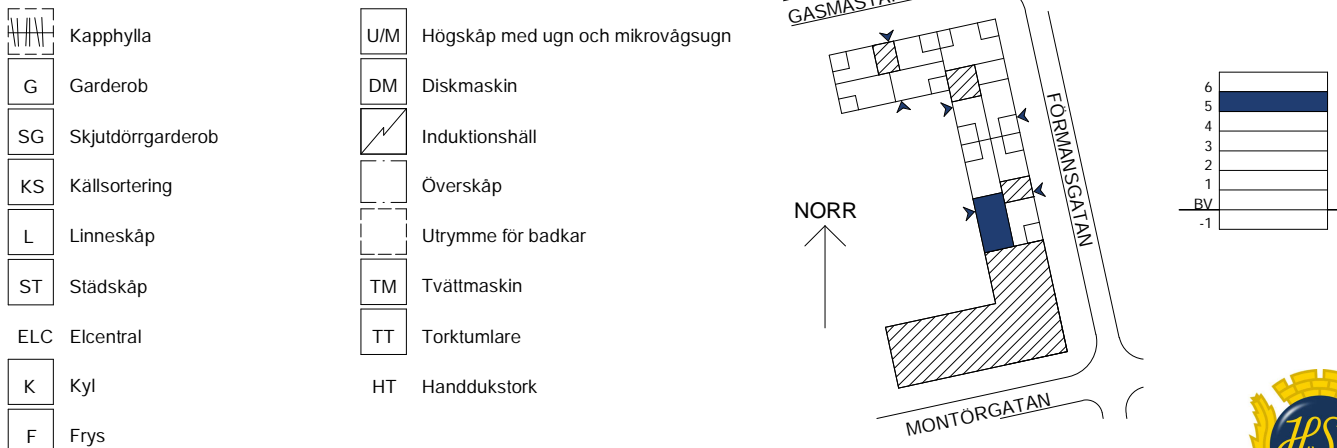 Kapphylla
G Garderob
SG Skjutdörrgarderob
KS Källsortering
L Linneskåp
ST Städskåp
ELC Elcentral
K Kyl
F Frys
U/M Högskåp med ugn och mikrovågsugn
DM Diskmaskin
Induktionshäll
Överskåp
Utrymme för badkar
TM Tvättmaskin
TT Torktumlare
HT Handdukstork
NORR
FÖRMANSGATAN
MONTÖRGATAN
6
5
4
3
2
1
BV
-1